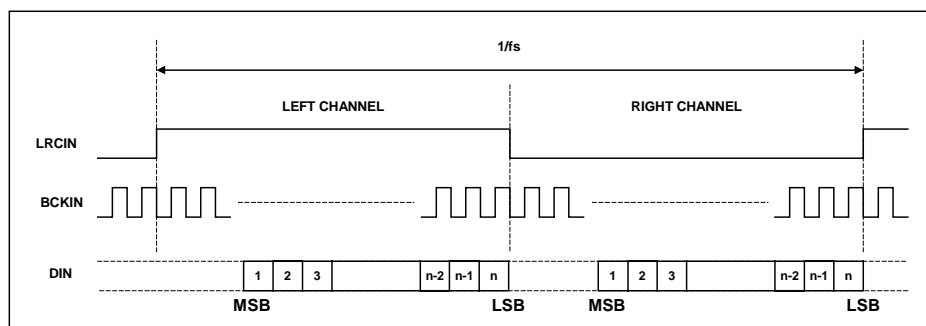 1/fs
LEFT CHANNEL RIGHT CHANNEL
LRCIN
BCKIN
DIN 1 2 3 n-2 n-1 n 1 2 3 n-2 n-1 n
MSB LSB MSB LSB